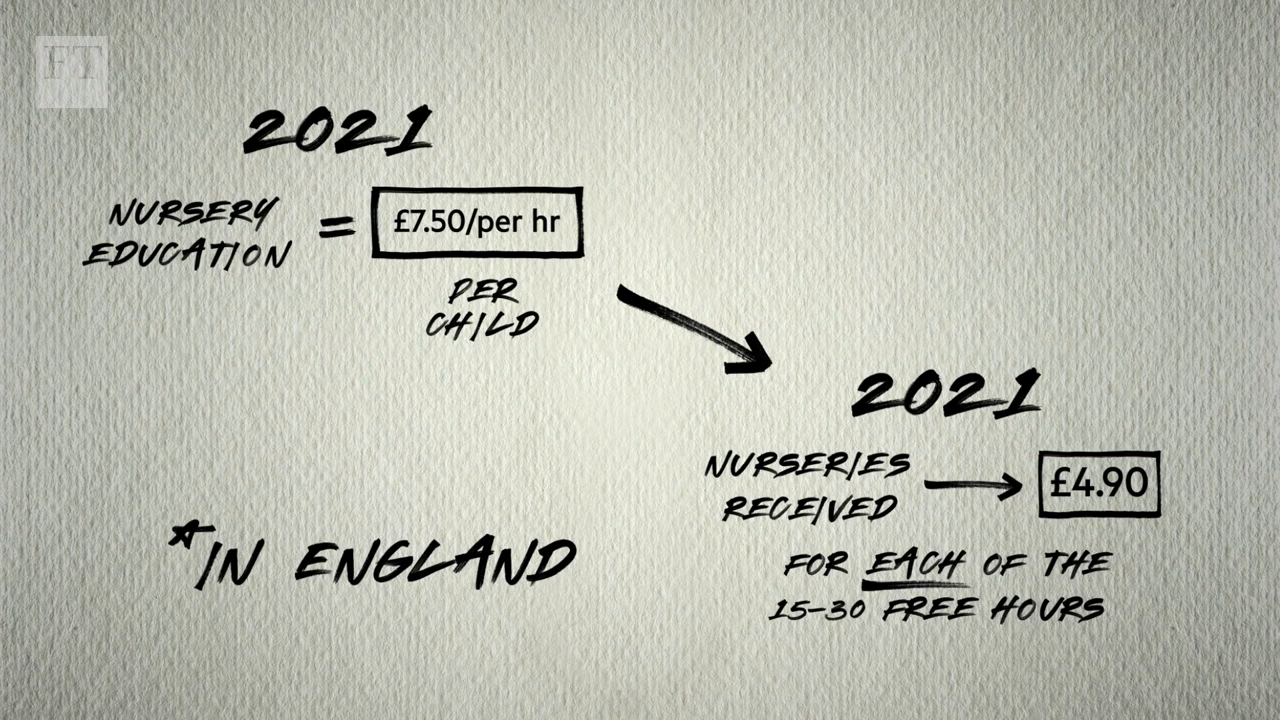 FT
2021
NURSERY
EDUCATION
=
£7.50/per hr
PER
CHILD
2021
NURSERIES
RECEIVED
£4.90
FOR EACH OF THE
15-30 FREE HOURS
*IN ENGLAND